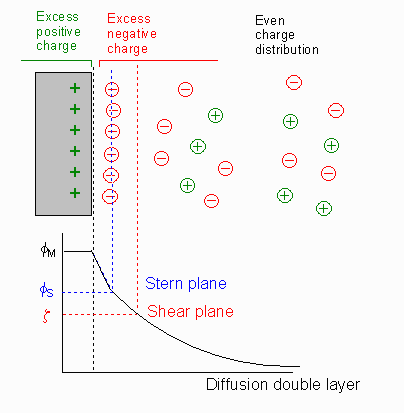 Excess
positive
charge
Excess
negative
charge
Even
charge
distribution
ϕM
ϕS
ζ
Stern plane
Shear plane
Diffusion double layer